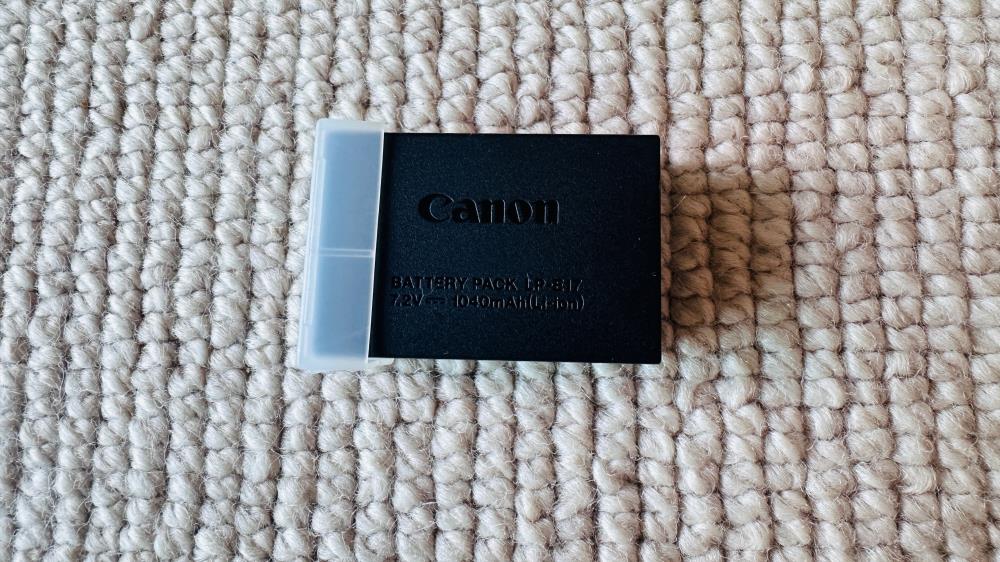 Canon
BATTERY PACK LP-E17
7.2V⎓1040mAh(Li-ion)